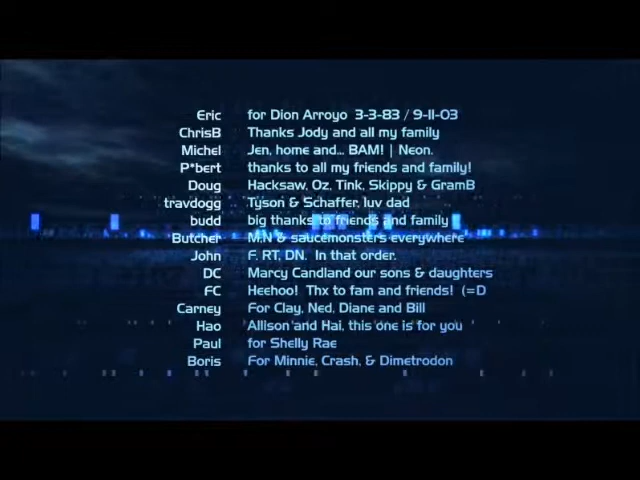 Eric for Dion Arroyo 3-3-83 / 9-11-03
ChrisB Thanks Jody and all my family
Michel Jen, home and... BAM! | Neon.
P*bert thanks to all my friends and family!
Doug Hacksaw, Oz, Tink, Skippy & GramB
travdogg Tyson & Schaffer, luv dad
budd big thanks to friends and family
Butcher M,N & saucemonsters everywhere
John F, RT, DN. In that order.
DC Marcy Candland our sons & daughters
FC Heehoo! Thx to fam and friends! (=D
Carney For Clay, Ned, Diane and Bill
Hao Allison and Hai, this one is for you
Paul for Shelly Rae
Boris For Minnie, Crash, & Dimetrodon